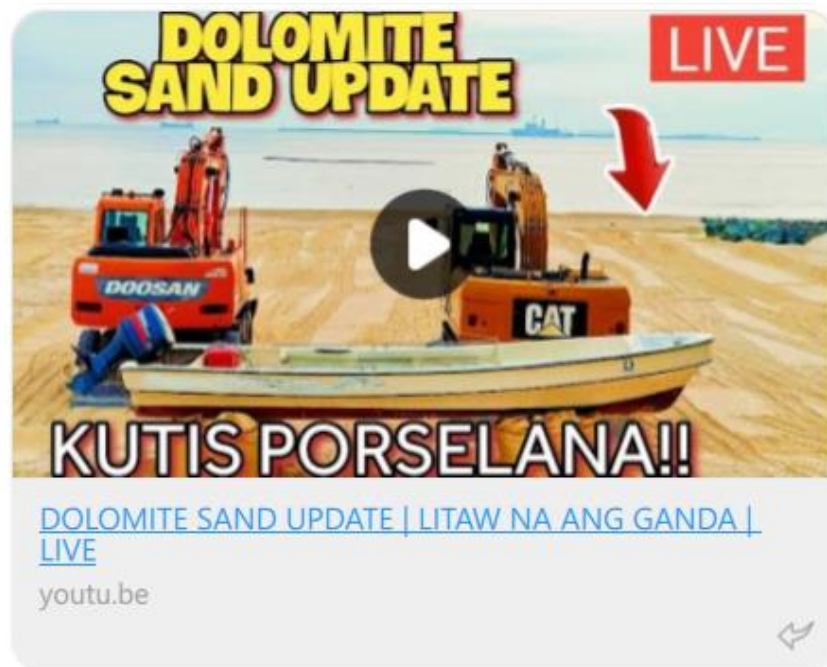 DOLOMITE
SAND UPDATE
LIVE
DOOSAN
CAT
KUTIS PORSELANA!!
DOLOMITE SAND UPDATE | LITAW NA ANG GANDA |
LIVE
youtu.be